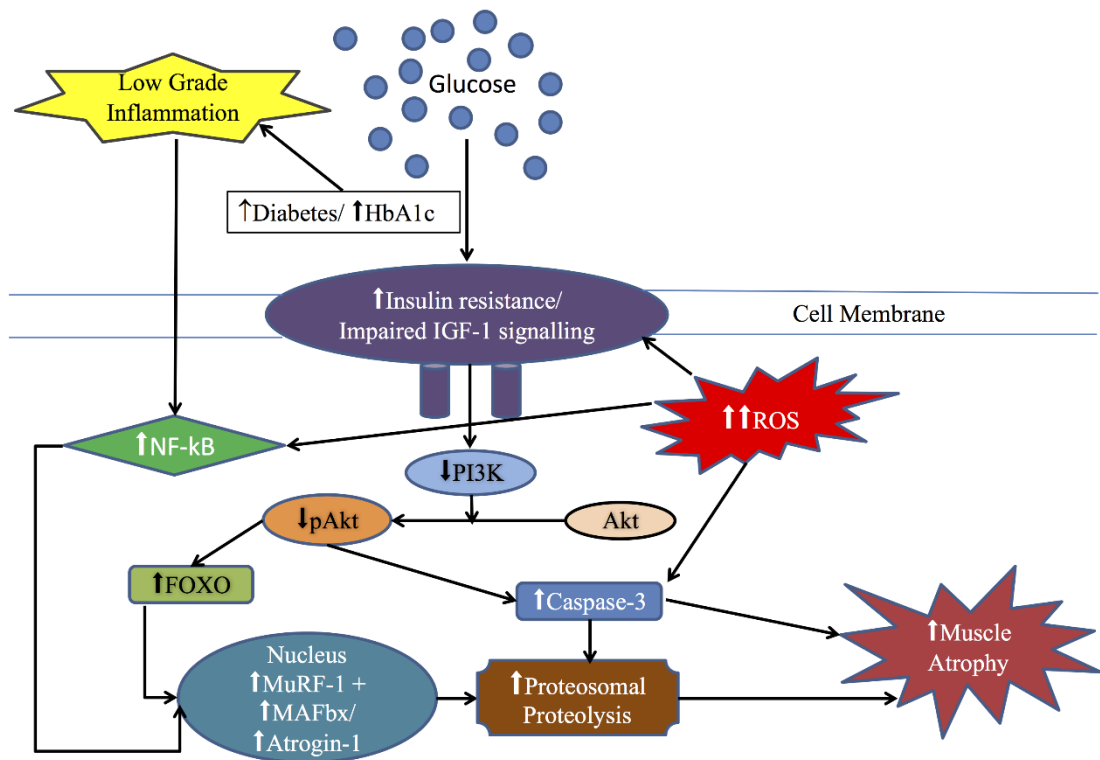 Low Grade
Inflammation
Glucose
↑Diabetes/ ↑HbA1c
↑Insulin resistance/
Impaired IGF-1 signalling
Cell Membrane
↑↑ROS
↑NF-kB
↓PI3K
↓pAkt
Akt
↑FOXO
↑Caspase-3
↑Muscle
Atrophy
Nucleus
↑MuRF-1 +
↑MAFbx/
↑Atrogin-1
↑Proteosomal
Proteolysis